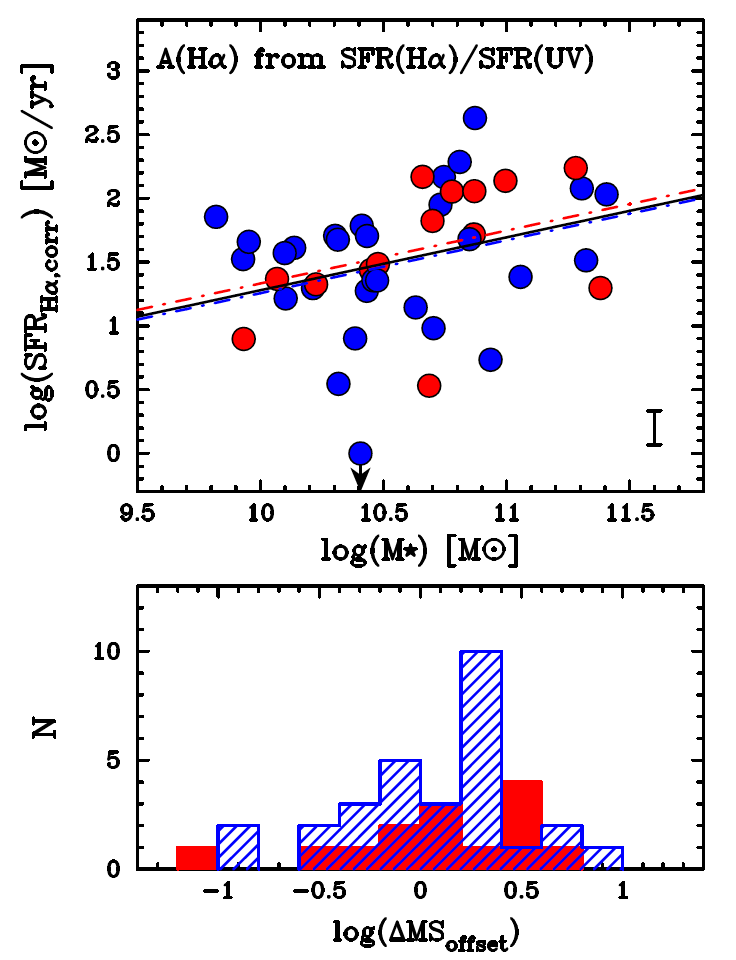 A(Hα) from SFR(Hα)/SFR(UV)
log(SFR_Hα,corr) [M⊙/yr]
3
2.5
2
1.5
1
0.5
0
9.5 10 10.5 11 11.5
log(M⋆) [M⊙]
N
10
5
0
-1 -0.5 0 0.5 1
log(ΔMS_offset)